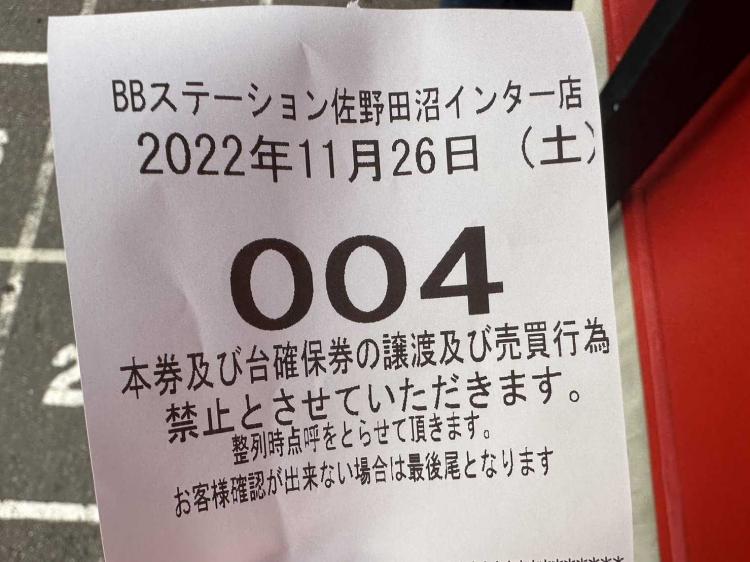 BBステーション佐野田沼インター店
2022年11月26日 (土)
004
本券及び台確保券の譲渡及び売買行為
禁止とさせていただきます。
整列時点呼をとらせて頂きます。
お客様確認が出来ない場合は最後尾となります